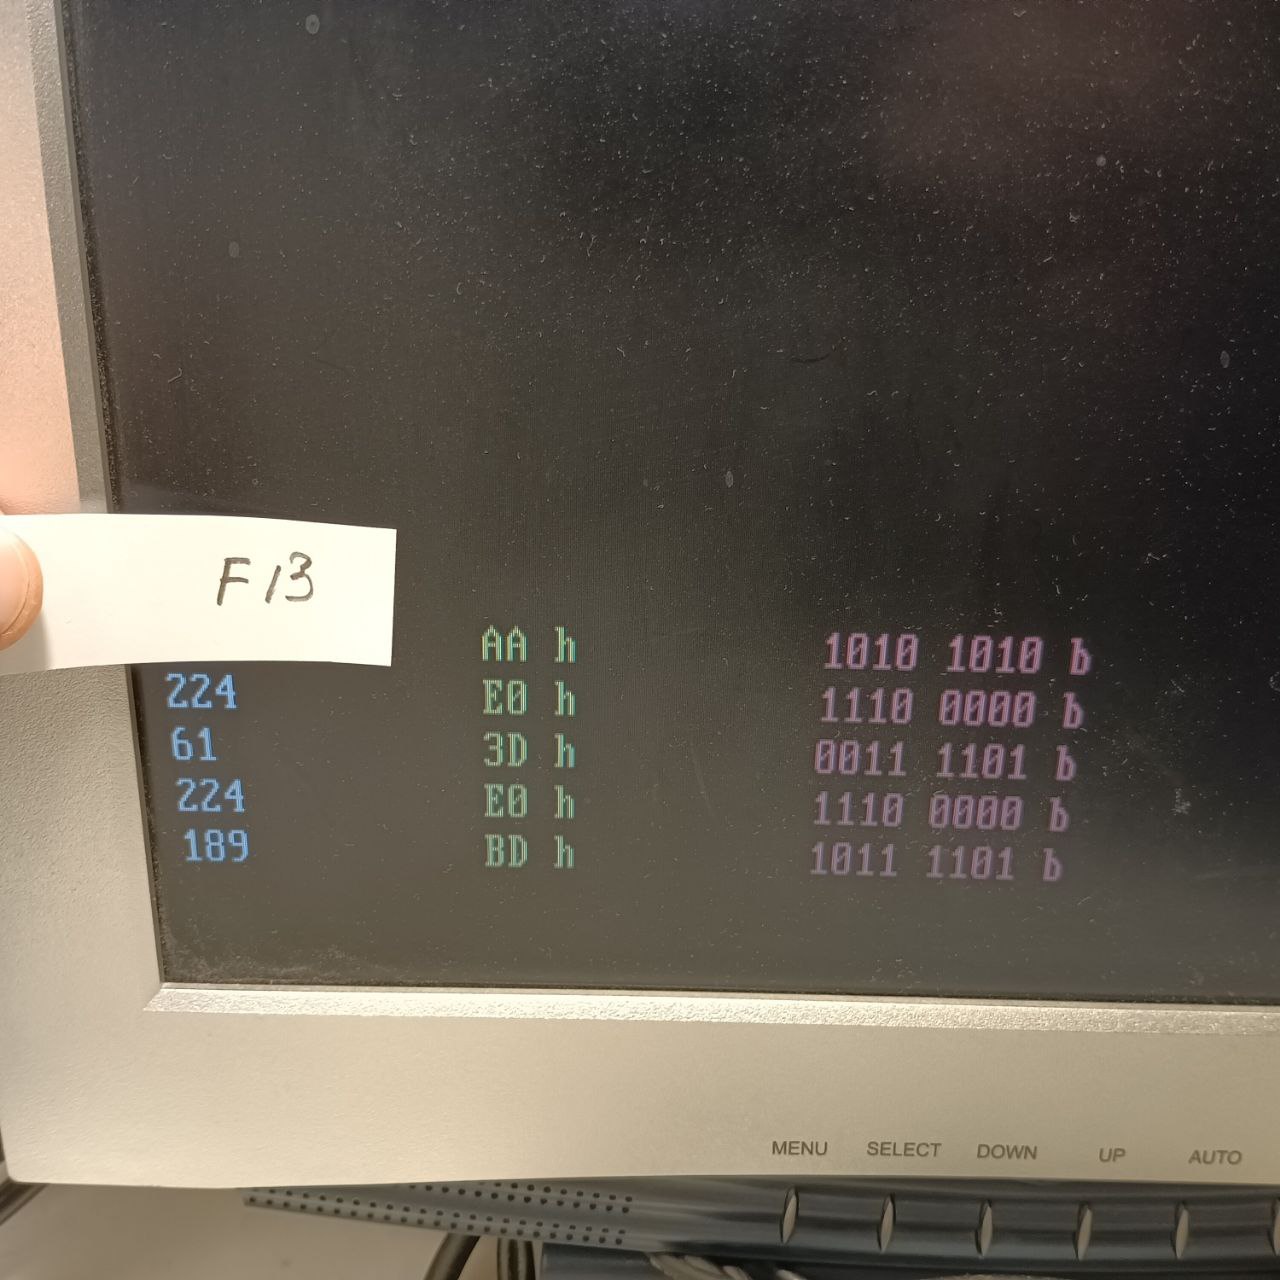 F13
AA h 1010 1010 b
224 E0 h 1110 0000 b
61 3D h 0011 1101 b
224 E0 h 1110 0000 b
189 BD h 1011 1101 b
MENU SELECT DOWN UP AUTO